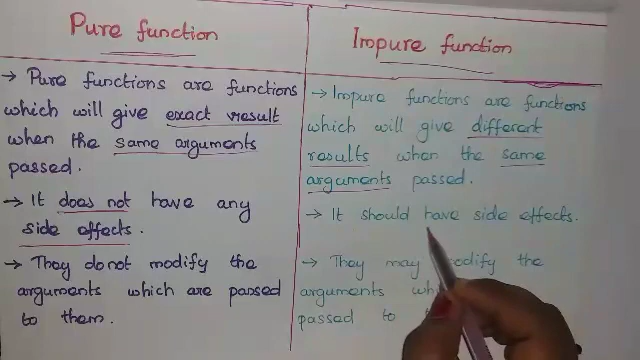 Pure function
→ Pure functions are functions
which will give exact result
when the same arguments
passed.
→ It does not have any
side effects.
→ They do not modify the
arguments which are passed
to them.
Impure function
→ Impure functions are functions
which will give different
results when the same
arguments passed.
→ It should have side effects.
→ They may modify the
arguments
passed to